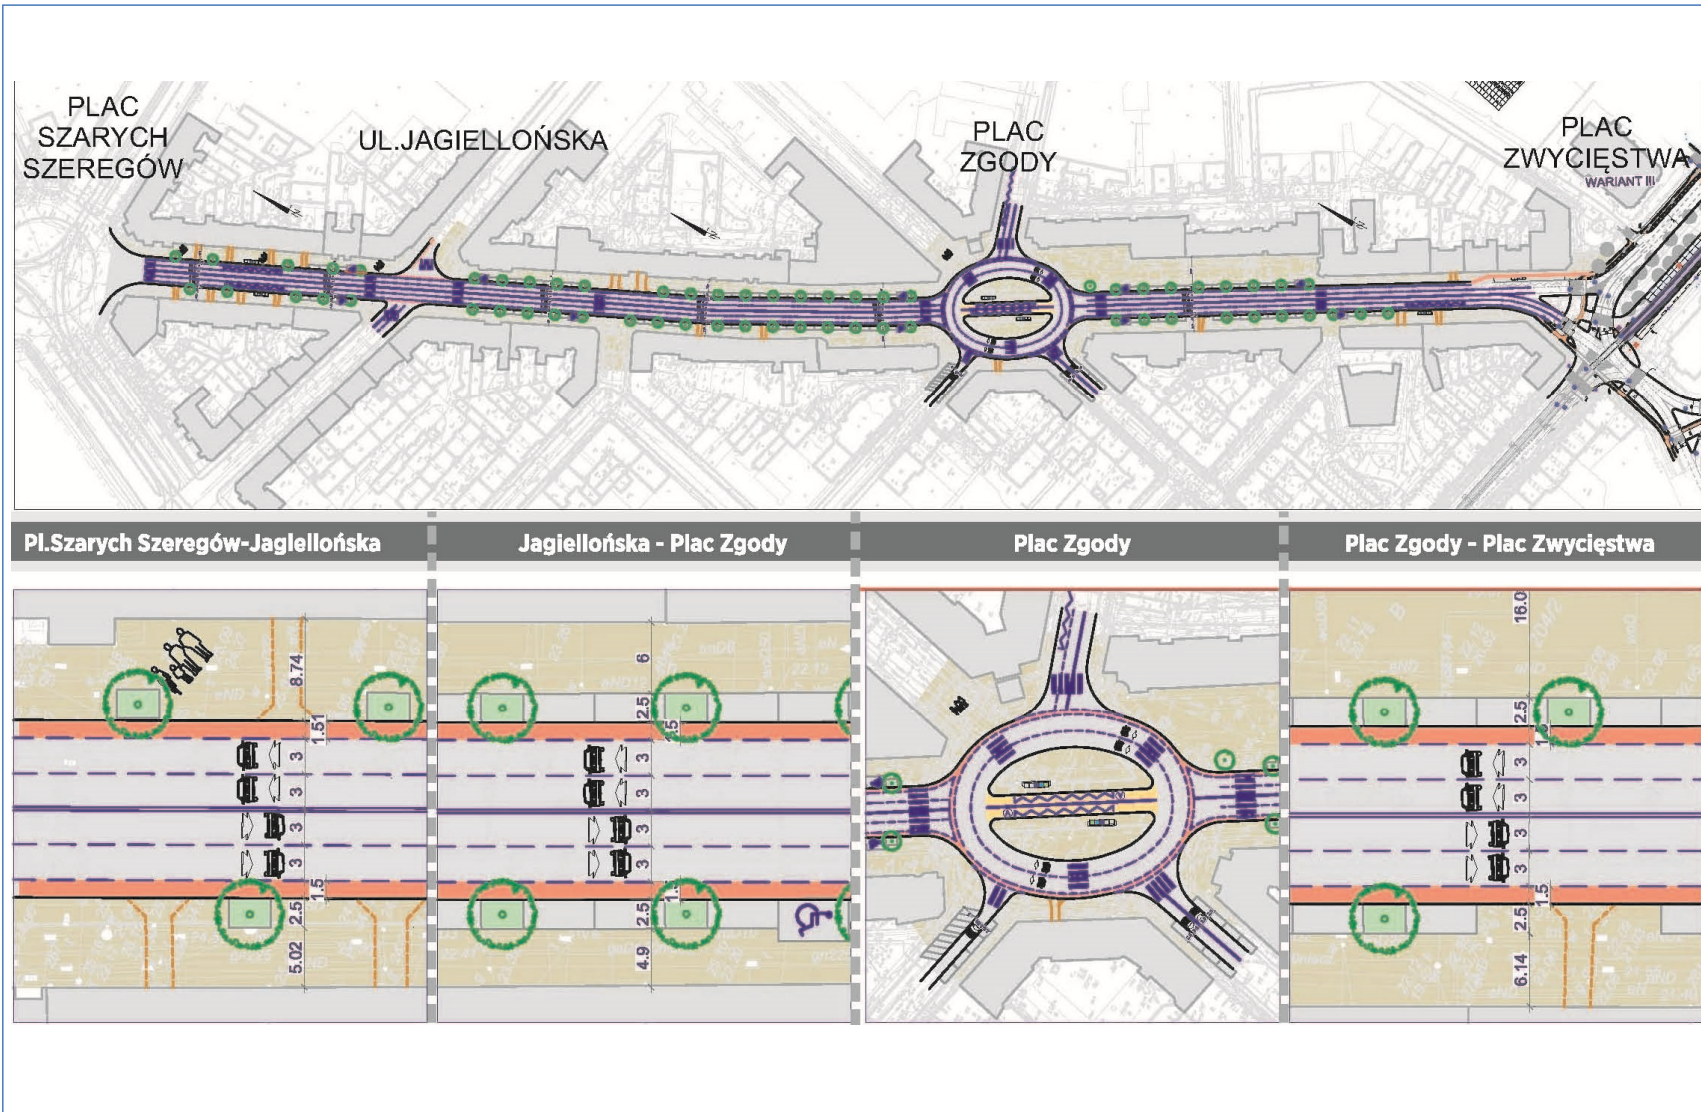 PLAC
SZARYCH
SZEREGÓW
UL.JAGIELLOŃSKA
PLAC
ZGODY
PLAC
ZWYCIĘSTWA
WARIANT III
Pl.Szarych Szeregów-Jagiellońska
Jagiellońska - Plac Zgody
Plac Zgody
Plac Zgody - Plac Zwycięstwa
8.74
1.51
3
3
3
3
1.5
2.5
5.02
6
2.5
1.5
3
3
3
3
2.5
4.9
16.0
2.5
3
3
3
3
1.5
2.5
6.14